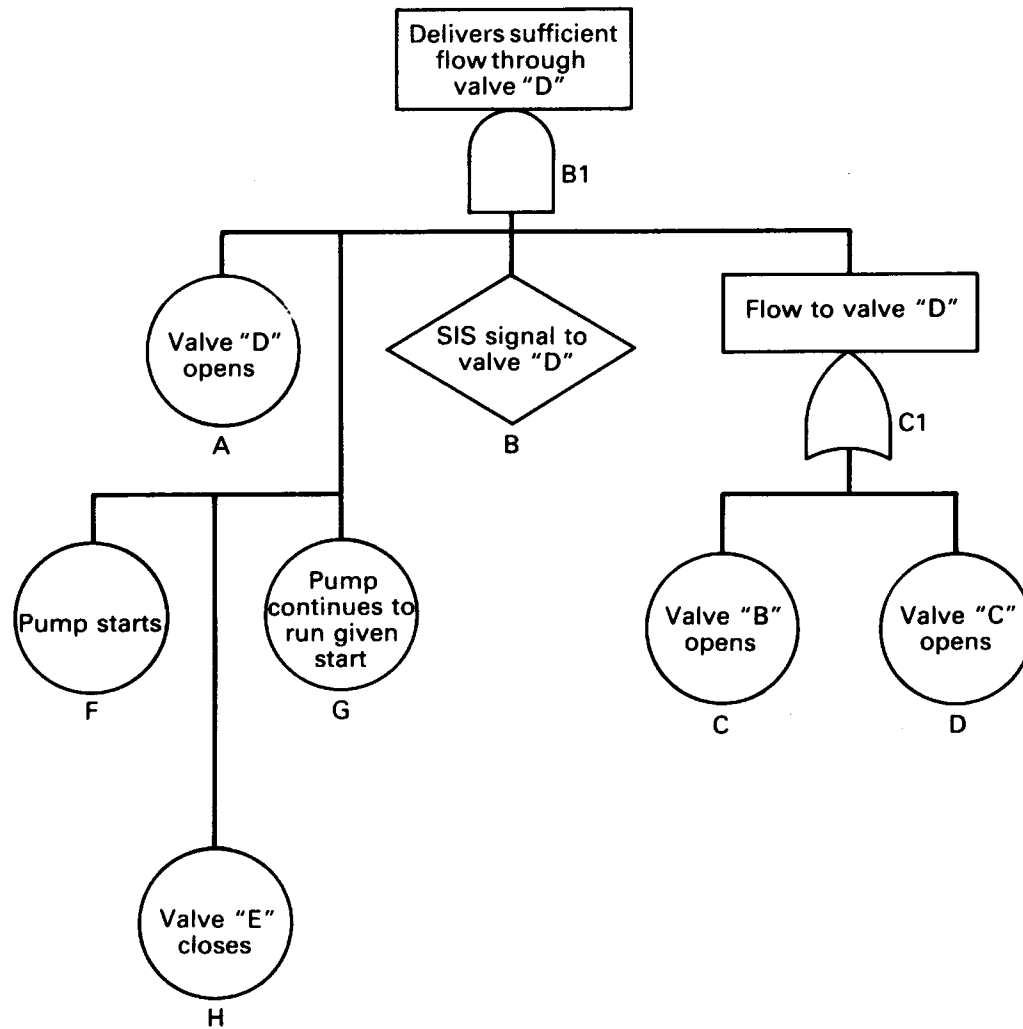 Delivers sufficient
flow through
valve "D"
B1
Valve "D"
opens
A
SIS signal to
valve "D"
B
Flow to valve "D"
C1
Pump starts
F
Pump
continues to
run given
start
G
Valve "B"
opens
C
Valve "C"
opens
D
Valve "E"
closes
H